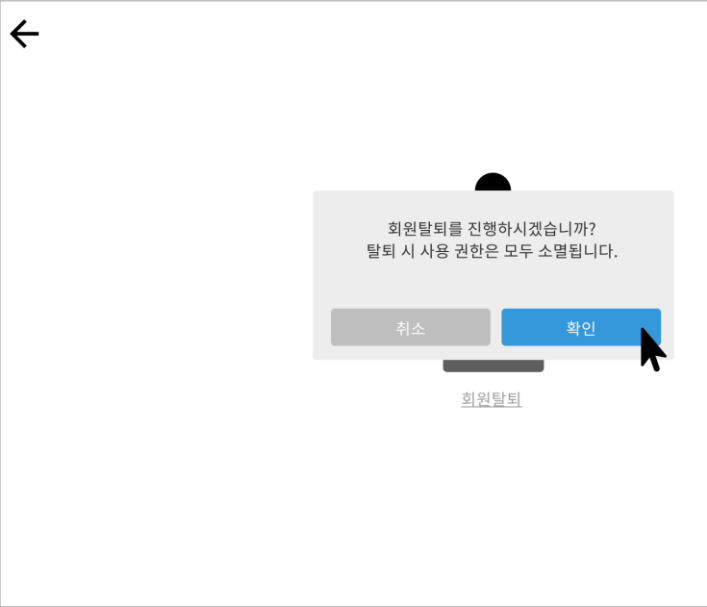 회원탈퇴를 진행하시겠습니까?
탈퇴 시 사용 권한은 모두 소멸됩니다.
취소
확인
회원탈퇴